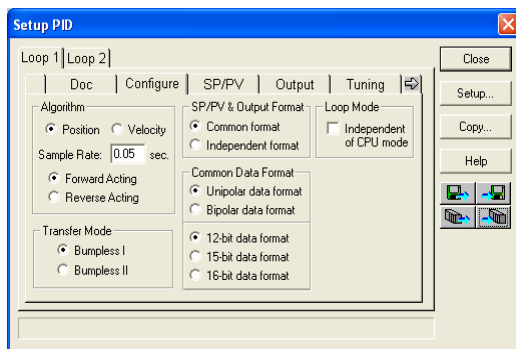 Setup PID
Loop 1 Loop 2
Doc Configure SP/PV Output Tuning
Algorithm
Position Velocity
Sample Rate: 0.05 sec.
Forward Acting
Reverse Acting
Transfer Mode
Bumpless I
Bumpless II
SP/PV & Output Format
Common format
Independent format
Common Data Format
Unipolar data format
Bipolar data format
12-bit data format
15-bit data format
16-bit data format
Loop Mode
Independent
of CPU mode
Close
Setup...
Copy...
Help